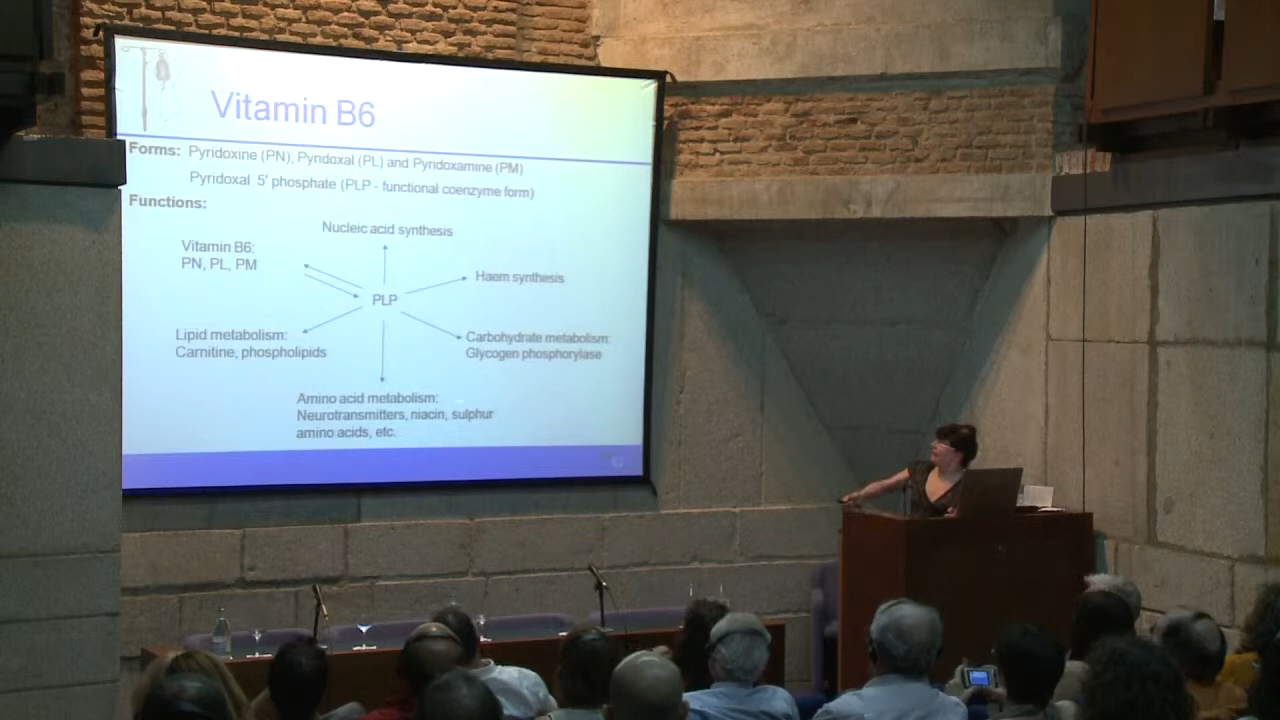 Vitamin B6
Forms: Pyridoxine (PN), Pyridoxal (PL) and Pyridoxamine (PM)
Pyridoxal 5' phosphate (PLP - functional coenzyme form)
Functions:
Nucleic acid synthesis
Vitamin B6:
PN, PL, PM
Haem synthesis
PLP
Lipid metabolism:
Carnitine, phospholipids
Carbohydrate metabolism:
Glycogen phosphorylase
Amino acid metabolism:
Neurotransmitters, niacin, sulphur
amino acids, etc.